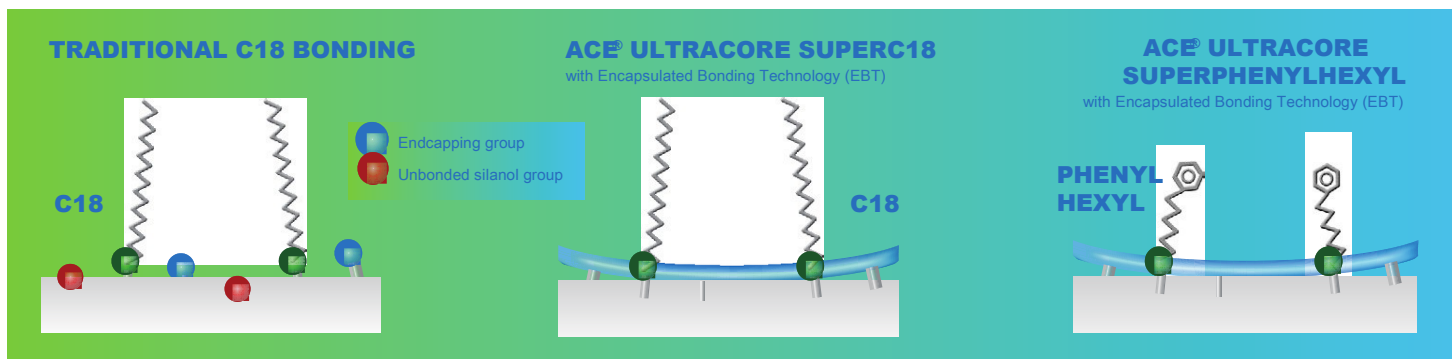 TRADITIONAL C18 BONDING
C18
Endcapping group
Unbonded silanol group
ACE® ULTRACORE SUPERC18
with Encapsulated Bonding Technology (EBT)
C18
ACE® ULTRACORE
SUPERPHENYLHEXYL
with Encapsulated Bonding Technology (EBT)
PHENYL
HEXYL